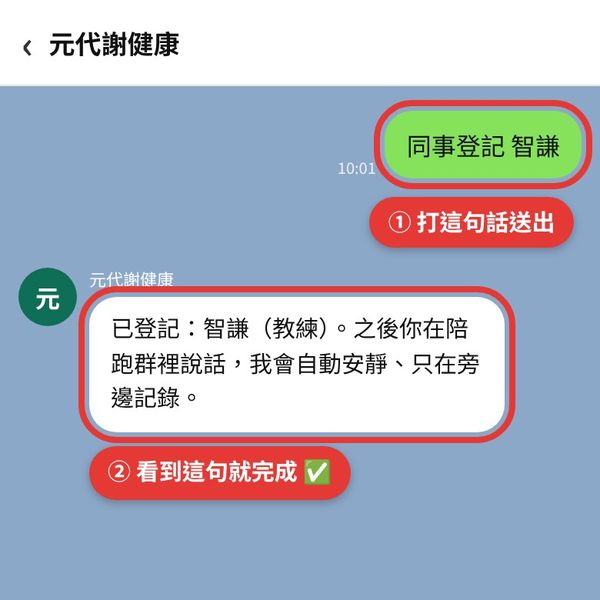 ‹ 元代謝健康
同事登記 智謙
10:01
① 打這句話送出
元
元代謝健康
已登記：智謙（教練）。之後你在陪
跑群裡說話，我會自動安靜、只在旁
邊記錄。
② 看到這句就完成 ✅